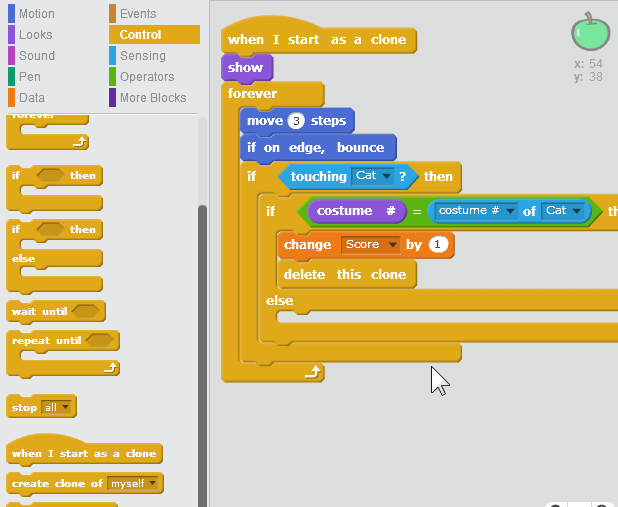 Motion
Events
Looks
Control
Sound
Sensing
Pen
Operators
Data
More Blocks
forever
if then
if then
else
wait until
repeat until
stop all
when I start as a clone
create clone of myself
when I start as a clone
show
forever
move 3 steps
if on edge, bounce
if touching Cat ? then
if costume # = costume # of Cat th
change Score by 1
delete this clone
else
x: 54
y: 38